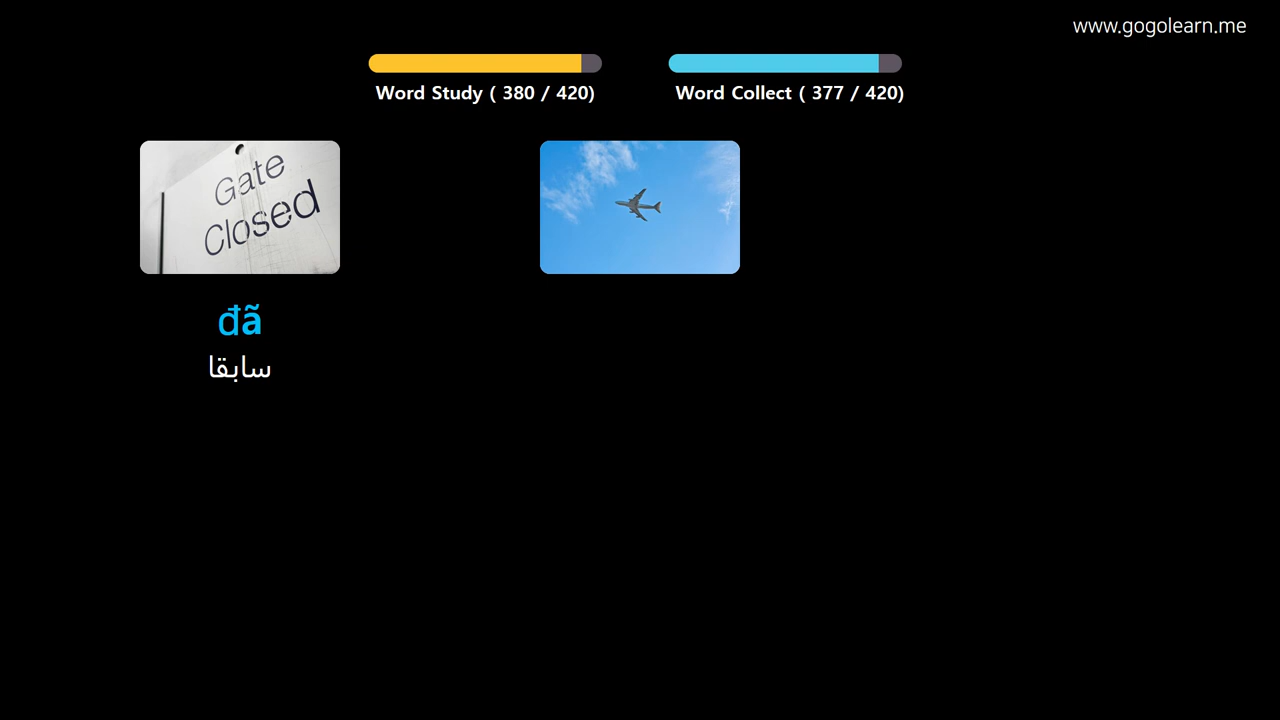 www.gogolearn.me
Word Study ( 380 / 420)
Word Collect ( 377 / 420)
Gate
Closed
đã
سابقا